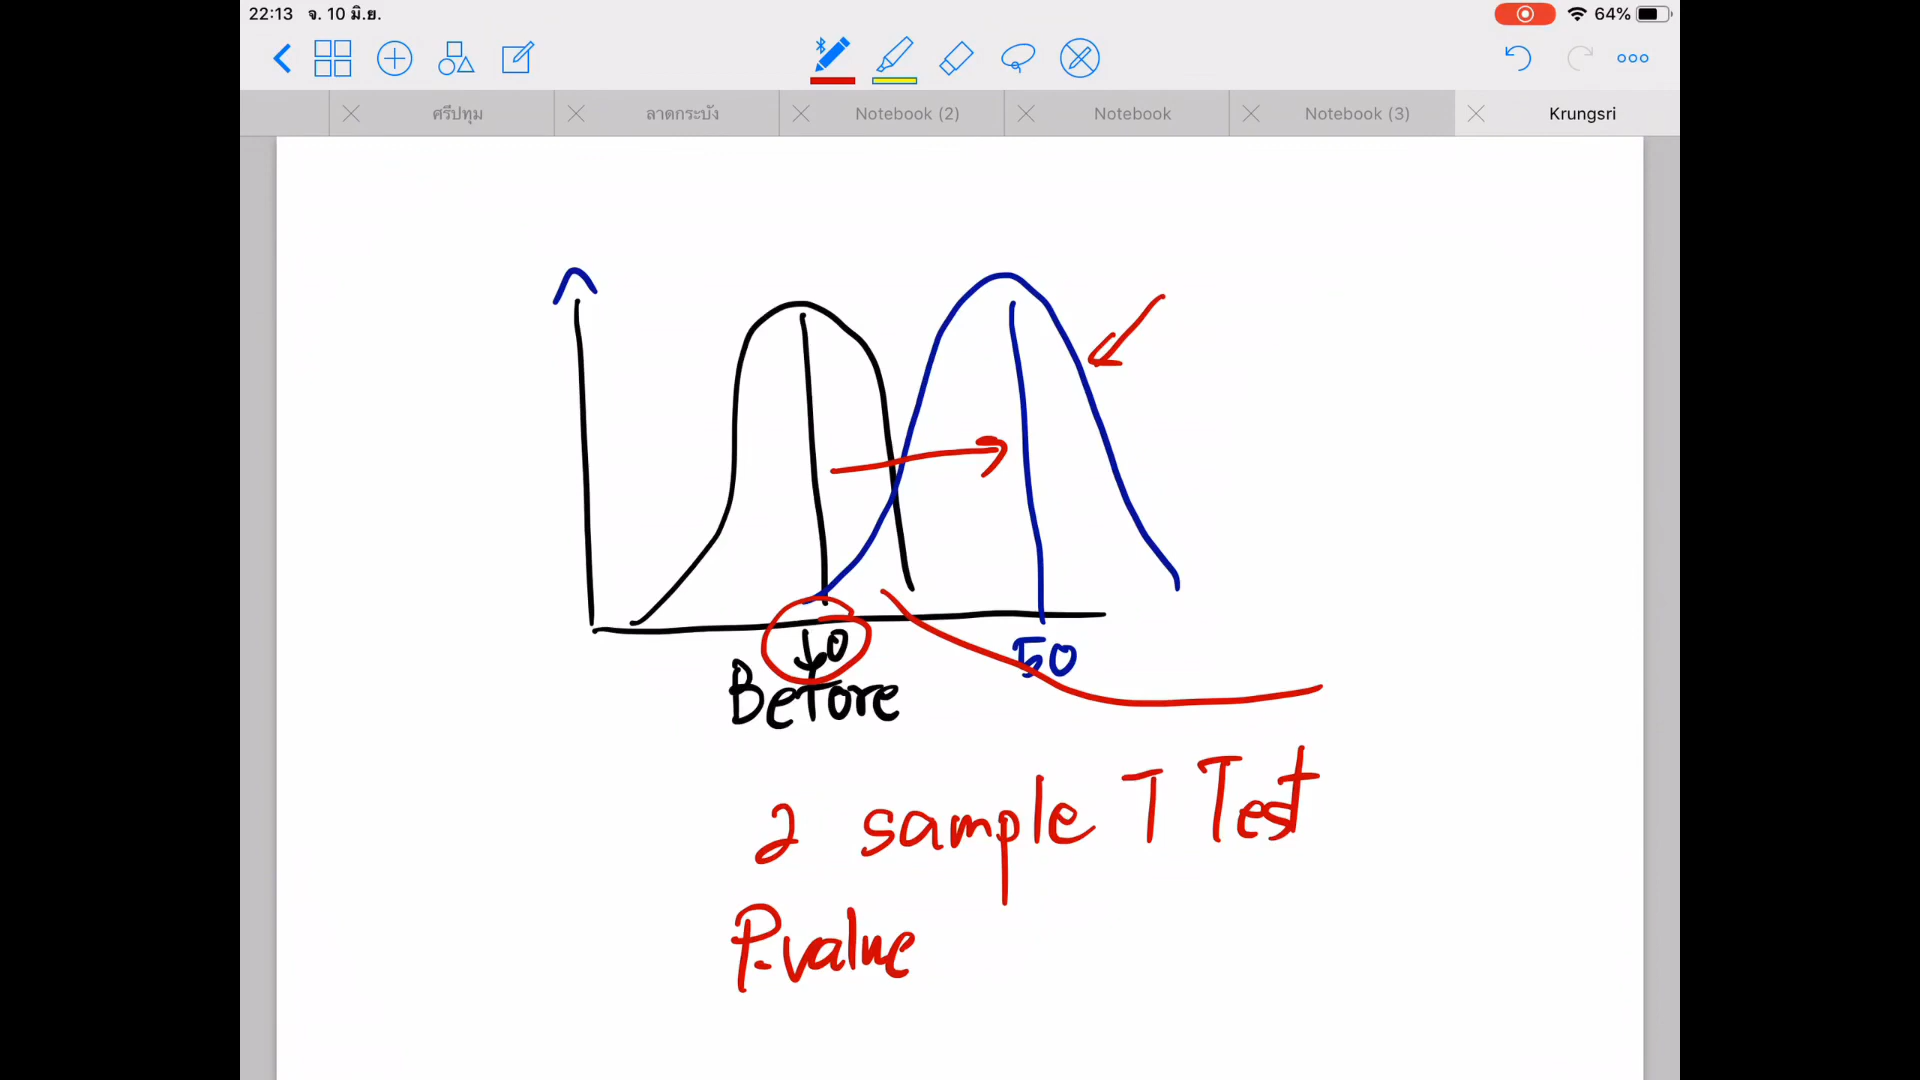 22:13 จ. 10 มิ.ย. 64%
ศรีปทุม ลาดกระบัง Notebook (2) Notebook Notebook (3) Krungsri
40 50
Before
2 sample T Test
P-value